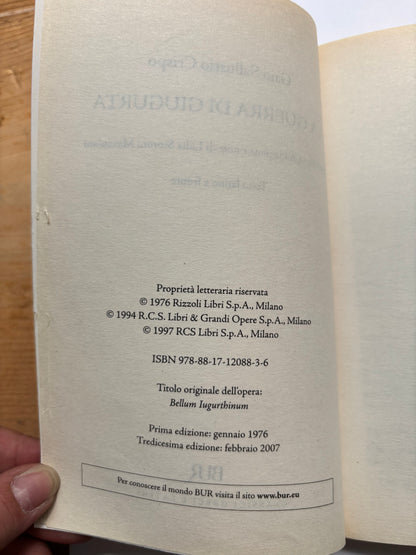 Proprietà letteraria riservata
© 1976 Rizzoli Libri S.p.A., Milano
© 1994 R.C.S. Libri & Grandi Opere S.p.A., Milano
© 1997 RCS Libri S.p.A., Milano
ISBN 978-88-17-12088-3-6
Titolo originale dell'opera:
Bellum Iugurthinum
Prima edizione: gennaio 1976
Tredicesima edizione: febbraio 2007
Per conoscere il mondo BUR visita il sito www.bur.eu